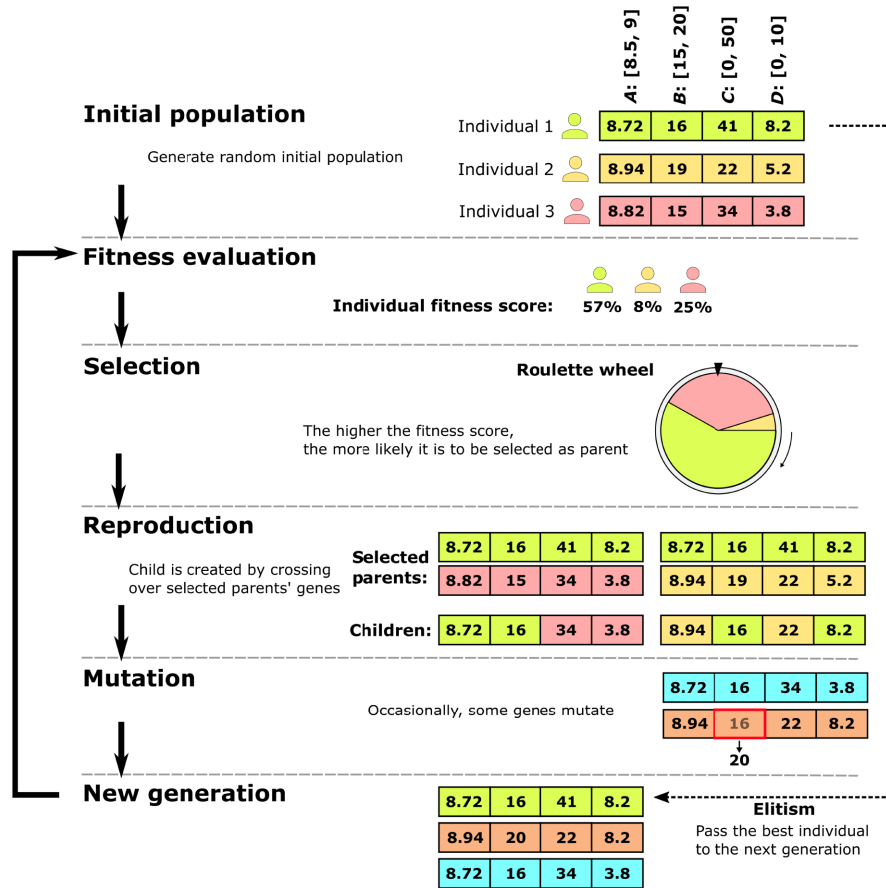 A: [8.5, 9]
B: [15, 20]
C: [0, 50]
D: [0, 10]
Initial population
Individual 1 8.72 16 41 8.2
Generate random initial population
Individual 2 8.94 19 22 5.2
Individual 3 8.82 15 34 3.8
Fitness evaluation
Individual fitness score: 57% 8% 25%
Selection
Roulette wheel
The higher the fitness score,
the more likely it is to be selected as parent
Reproduction
Child is created by crossing
over selected parents' genes
Selected
parents:
8.72 16 41 8.2
8.82 15 34 3.8
8.72 16 41 8.2
8.94 19 22 5.2
Children: 8.72 16 34 3.8
8.94 16 22 8.2
Mutation
Occasionally, some genes mutate
8.72 16 34 3.8
8.94 16 22 8.2
20
New generation
8.72 16 41 8.2
8.94 20 22 8.2
8.72 16 34 3.8
Elitism
Pass the best individual
to the next generation